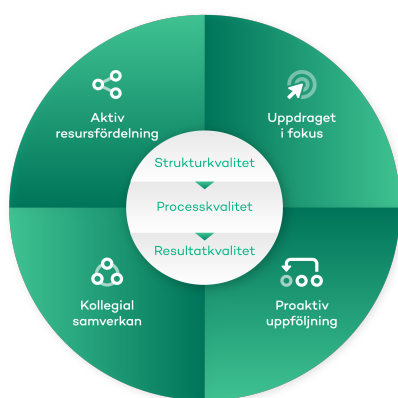 Aktiv
resursfördelning
Uppdraget
i fokus
Strukturkvalitet
Processkvalitet
Resultatkvalitet
Kollegial
samverkan
Proaktiv
uppföljning